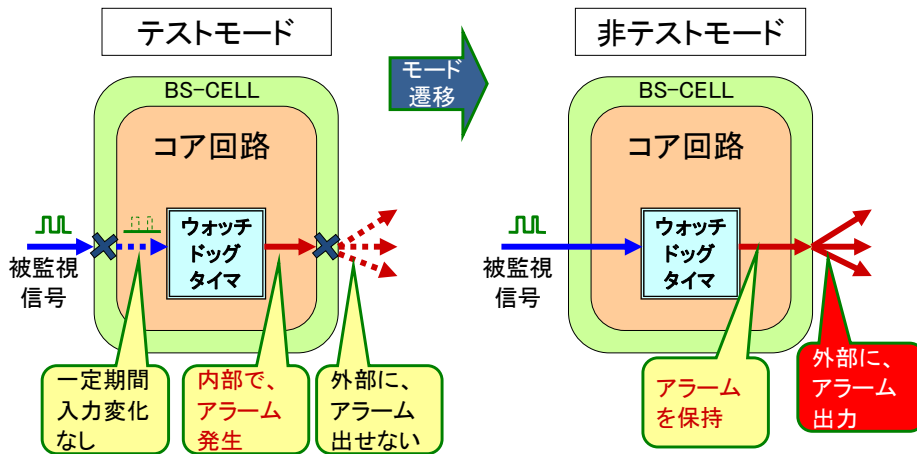 テストモード
モード
遷移
非テストモード
BS-CELL
コア回路
ウォッチ
ドッグ
タイマ
被監視
信号
一定期間
入力変化
なし
内部で、
アラーム
発生
外部に、
アラーム
出せない
BS-CELL
コア回路
ウォッチ
ドッグ
タイマ
被監視
信号
アラーム
を保持
外部に、
アラーム
出力